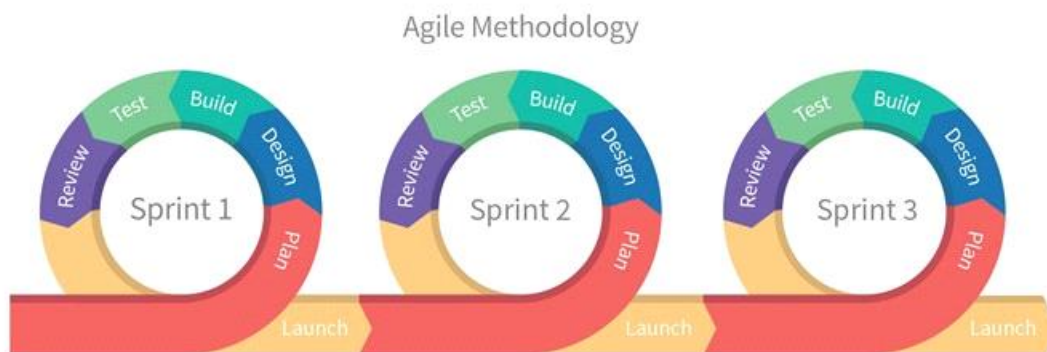 Agile Methodology
Test
Build
Review
Design
Sprint 1
Plan
Launch
Test
Build
Review
Design
Sprint 2
Plan
Launch
Test
Build
Review
Design
Sprint 3
Plan
Launch